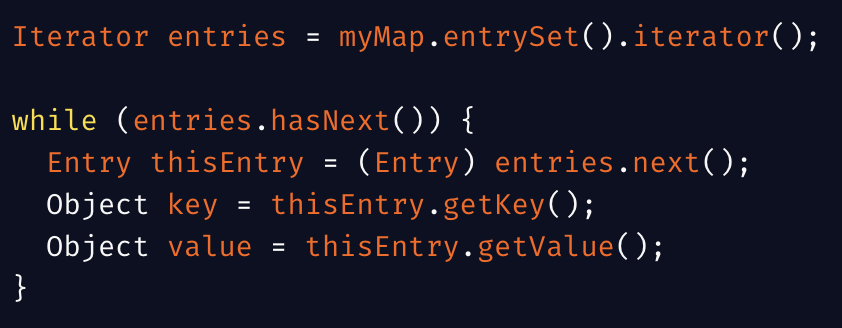 Iterator entries = myMap.entrySet().iterator();
while (entries.hasNext()) {
  Entry thisEntry = (Entry) entries.next();
  Object key = thisEntry.getKey();
  Object value = thisEntry.getValue();
}